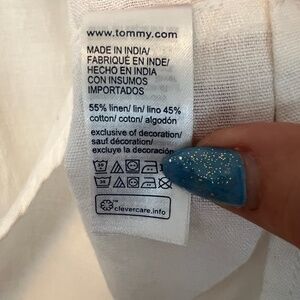 www.tommy.com
MADE IN INDIA/
FABRIQUÉ EN INDE/
HECHO EN INDIA
CON INSUMOS
IMPORTADOS
55% linen/ lin/ lino 45%
cotton/ coton/ algodón
exclusive of decoration/
sauf décoration/
excluye la decoración
clevercare.info